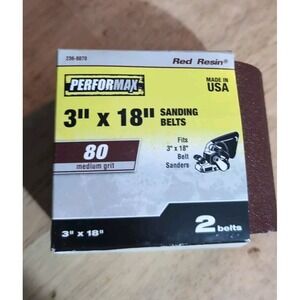 236-8870
Red Resin®
PERFORMAX
MADE IN
USA
3" x 18" SANDING
BELTS
80
medium grit
Fits
3" x 18"
Belt
Sanders
3" x 18"
2 belts